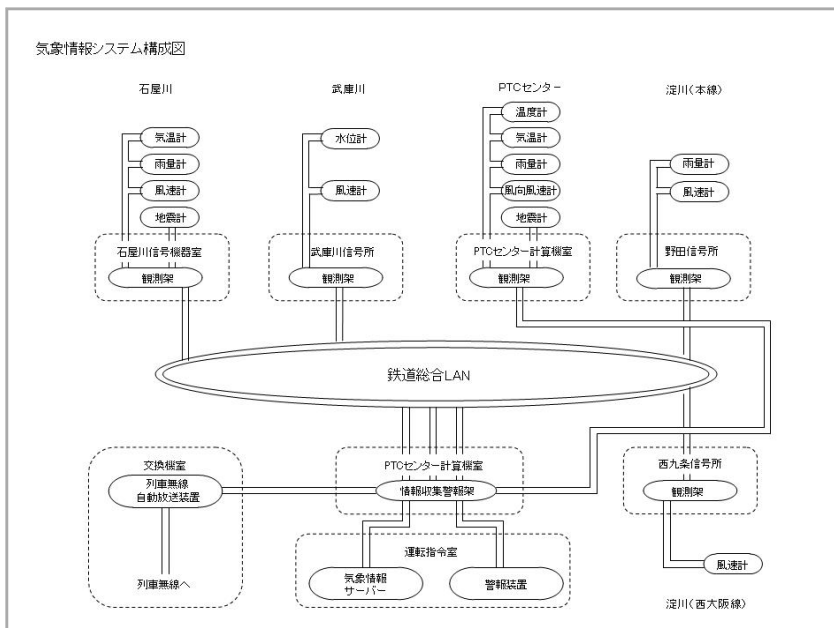 気象情報システム構成図
石屋川
武庫川
PTCセンター
淀川(本線)
気温計
雨量計
風速計
地震計
水位計
風速計
温度計
気温計
雨量計
風向風速計
地震計
雨量計
風速計
石屋川信号機器室
観測架
武庫川信号所
観測架
PTCセンター計算機室
観測架
野田信号所
観測架
鉄道総合LAN
交換機室
列車無線
自動放送装置
列車無線へ
PTCセンター計算機室
情報収集警報架
西九条信号所
観測架
運転指令室
気象情報
サーバー
警報装置
風速計
淀川(西大阪線)